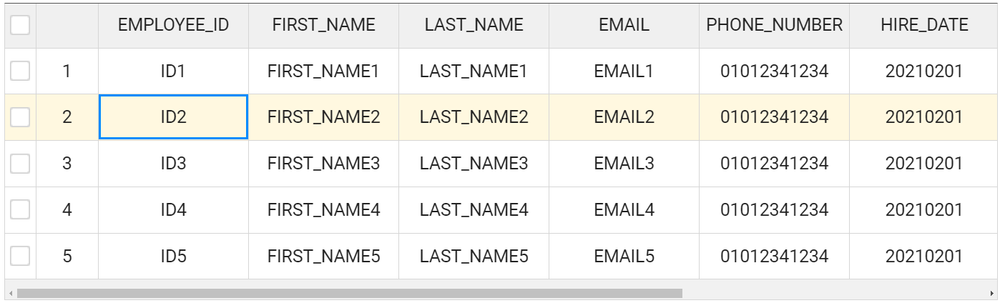 EMPLOYEE_ID FIRST_NAME LAST_NAME EMAIL PHONE_NUMBER HIRE_DATE
1 ID1 FIRST_NAME1 LAST_NAME1 EMAIL1 01012341234 20210201
2 ID2 FIRST_NAME2 LAST_NAME2 EMAIL2 01012341234 20210201
3 ID3 FIRST_NAME3 LAST_NAME3 EMAIL3 01012341234 20210201
4 ID4 FIRST_NAME4 LAST_NAME4 EMAIL4 01012341234 20210201
5 ID5 FIRST_NAME5 LAST_NAME5 EMAIL5 01012341234 20210201